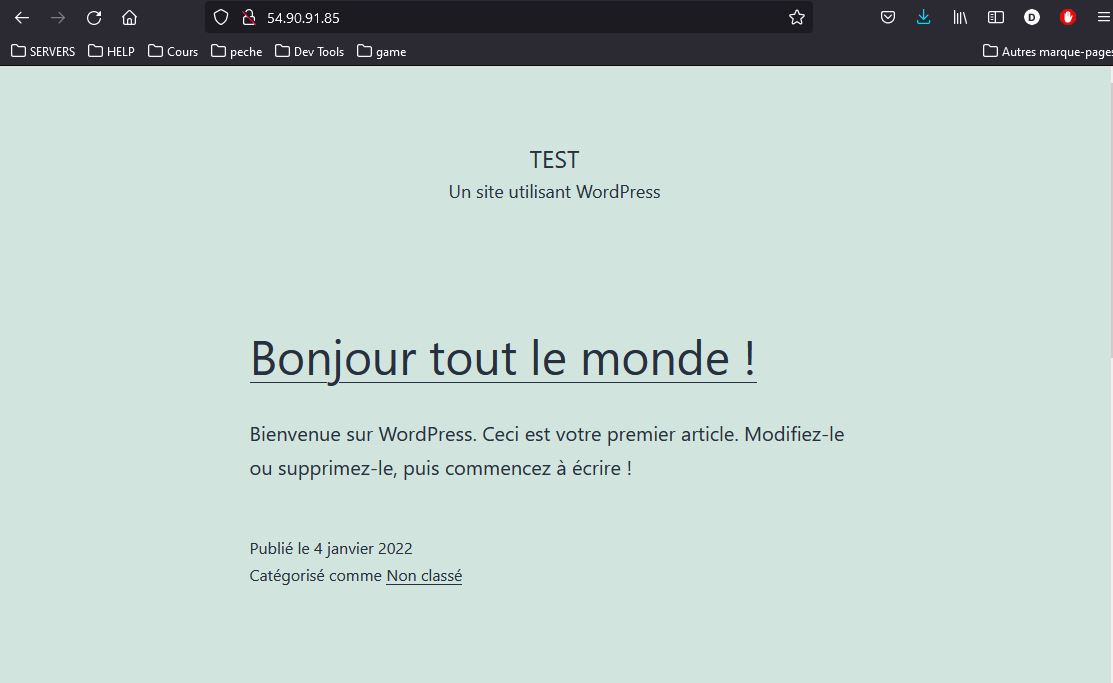 54.90.91.85
SERVERS HELP Cours peche Dev Tools game Autres marque-pages
TEST
Un site utilisant WordPress
Bonjour tout le monde !
Bienvenue sur WordPress. Ceci est votre premier article. Modifiez-le
ou supprimez-le, puis commencez à écrire !
Publié le 4 janvier 2022
Catégorisé comme Non classé